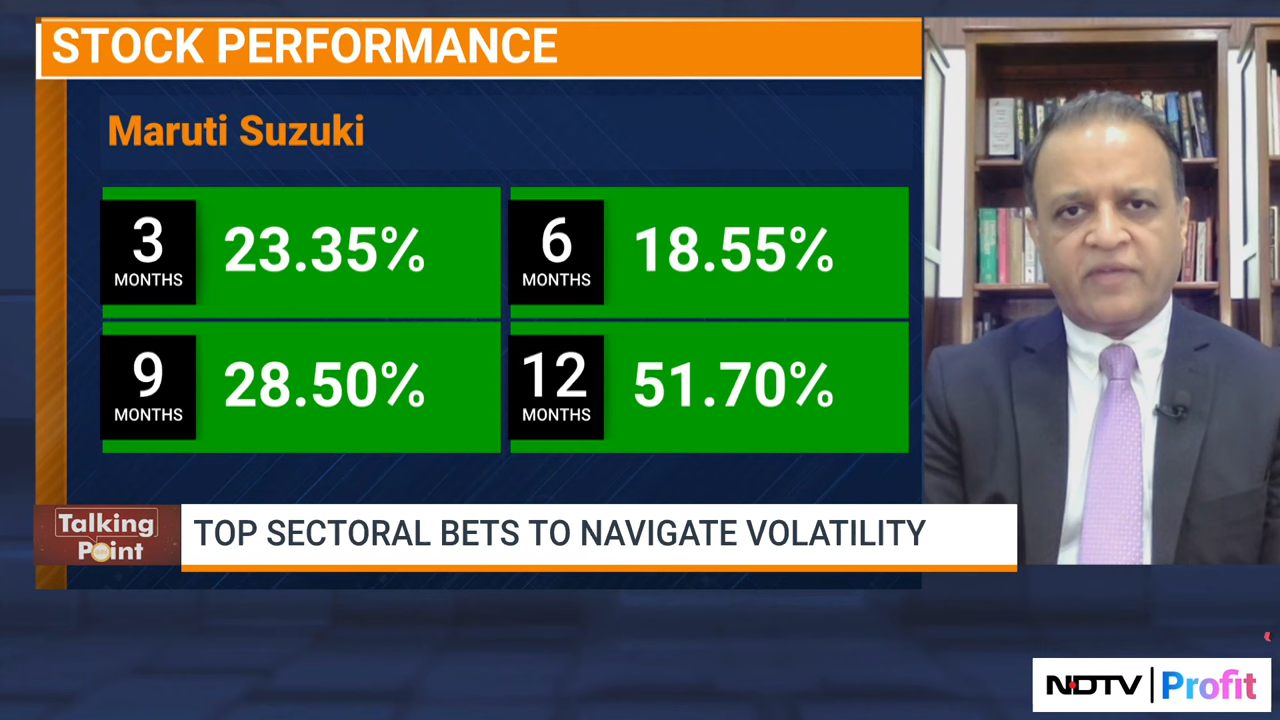 STOCK PERFORMANCE
Maruti Suzuki
3
MONTHS
23.35%
6
MONTHS
18.55%
9
MONTHS
28.50%
12
MONTHS
51.70%
Talking
Point
TOP SECTORAL BETS TO NAVIGATE VOLATILITY
NDTV Profit